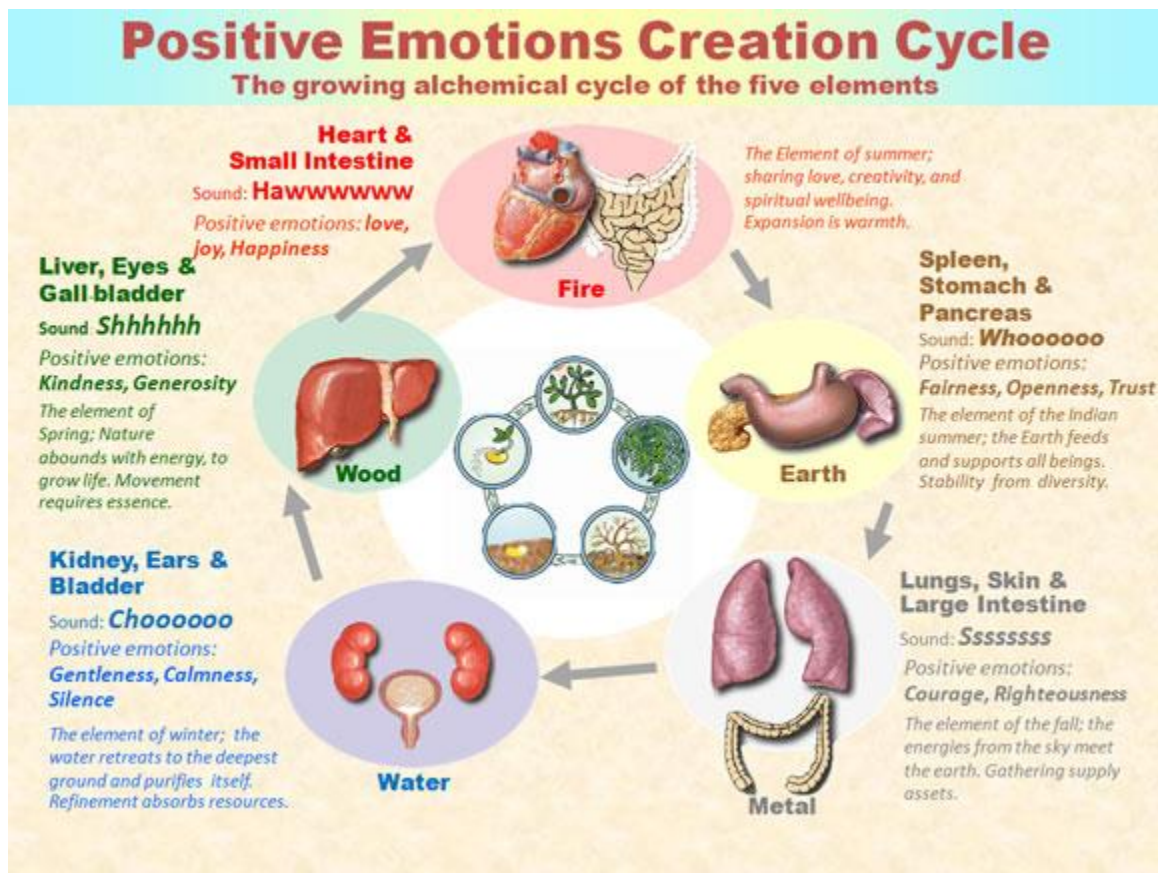 Positive Emotions Creation Cycle
The growing alchemical cycle of the five elements
Heart &
Small Intestine
Sound: Hawwwwww
Positive emotions: love,
joy, Happiness
Fire
The Element of summer;
sharing love, creativity, and
spiritual wellbeing.
Expansion is warmth.
Spleen,
Stomach &
Pancreas
Sound: Whoooooo
Positive emotions:
Fairness, Openness, Trust
The element of the Indian
summer; the Earth feeds
and supports all beings.
Stability from diversity.
Earth
Lungs, Skin &
Large Intestine
Sound: Ssssssss
Positive emotions:
Courage, Righteousness
The element of the fall; the
energies from the sky meet
the earth. Gathering supply
assets.
Metal
Kidney, Ears &
Bladder
Sound: Choooooo
Positive emotions:
Gentleness, Calmness,
Silence
The element of winter; the
water retreats to the deepest
ground and purifies itself.
Refinement absorbs resources.
Water
Liver, Eyes &
Gall bladder
Sound Shhhhhh
Positive emotions:
Kindness, Generosity
The element of
Spring; Nature
abounds with energy, to
grow life. Movement
requires essence.
Wood